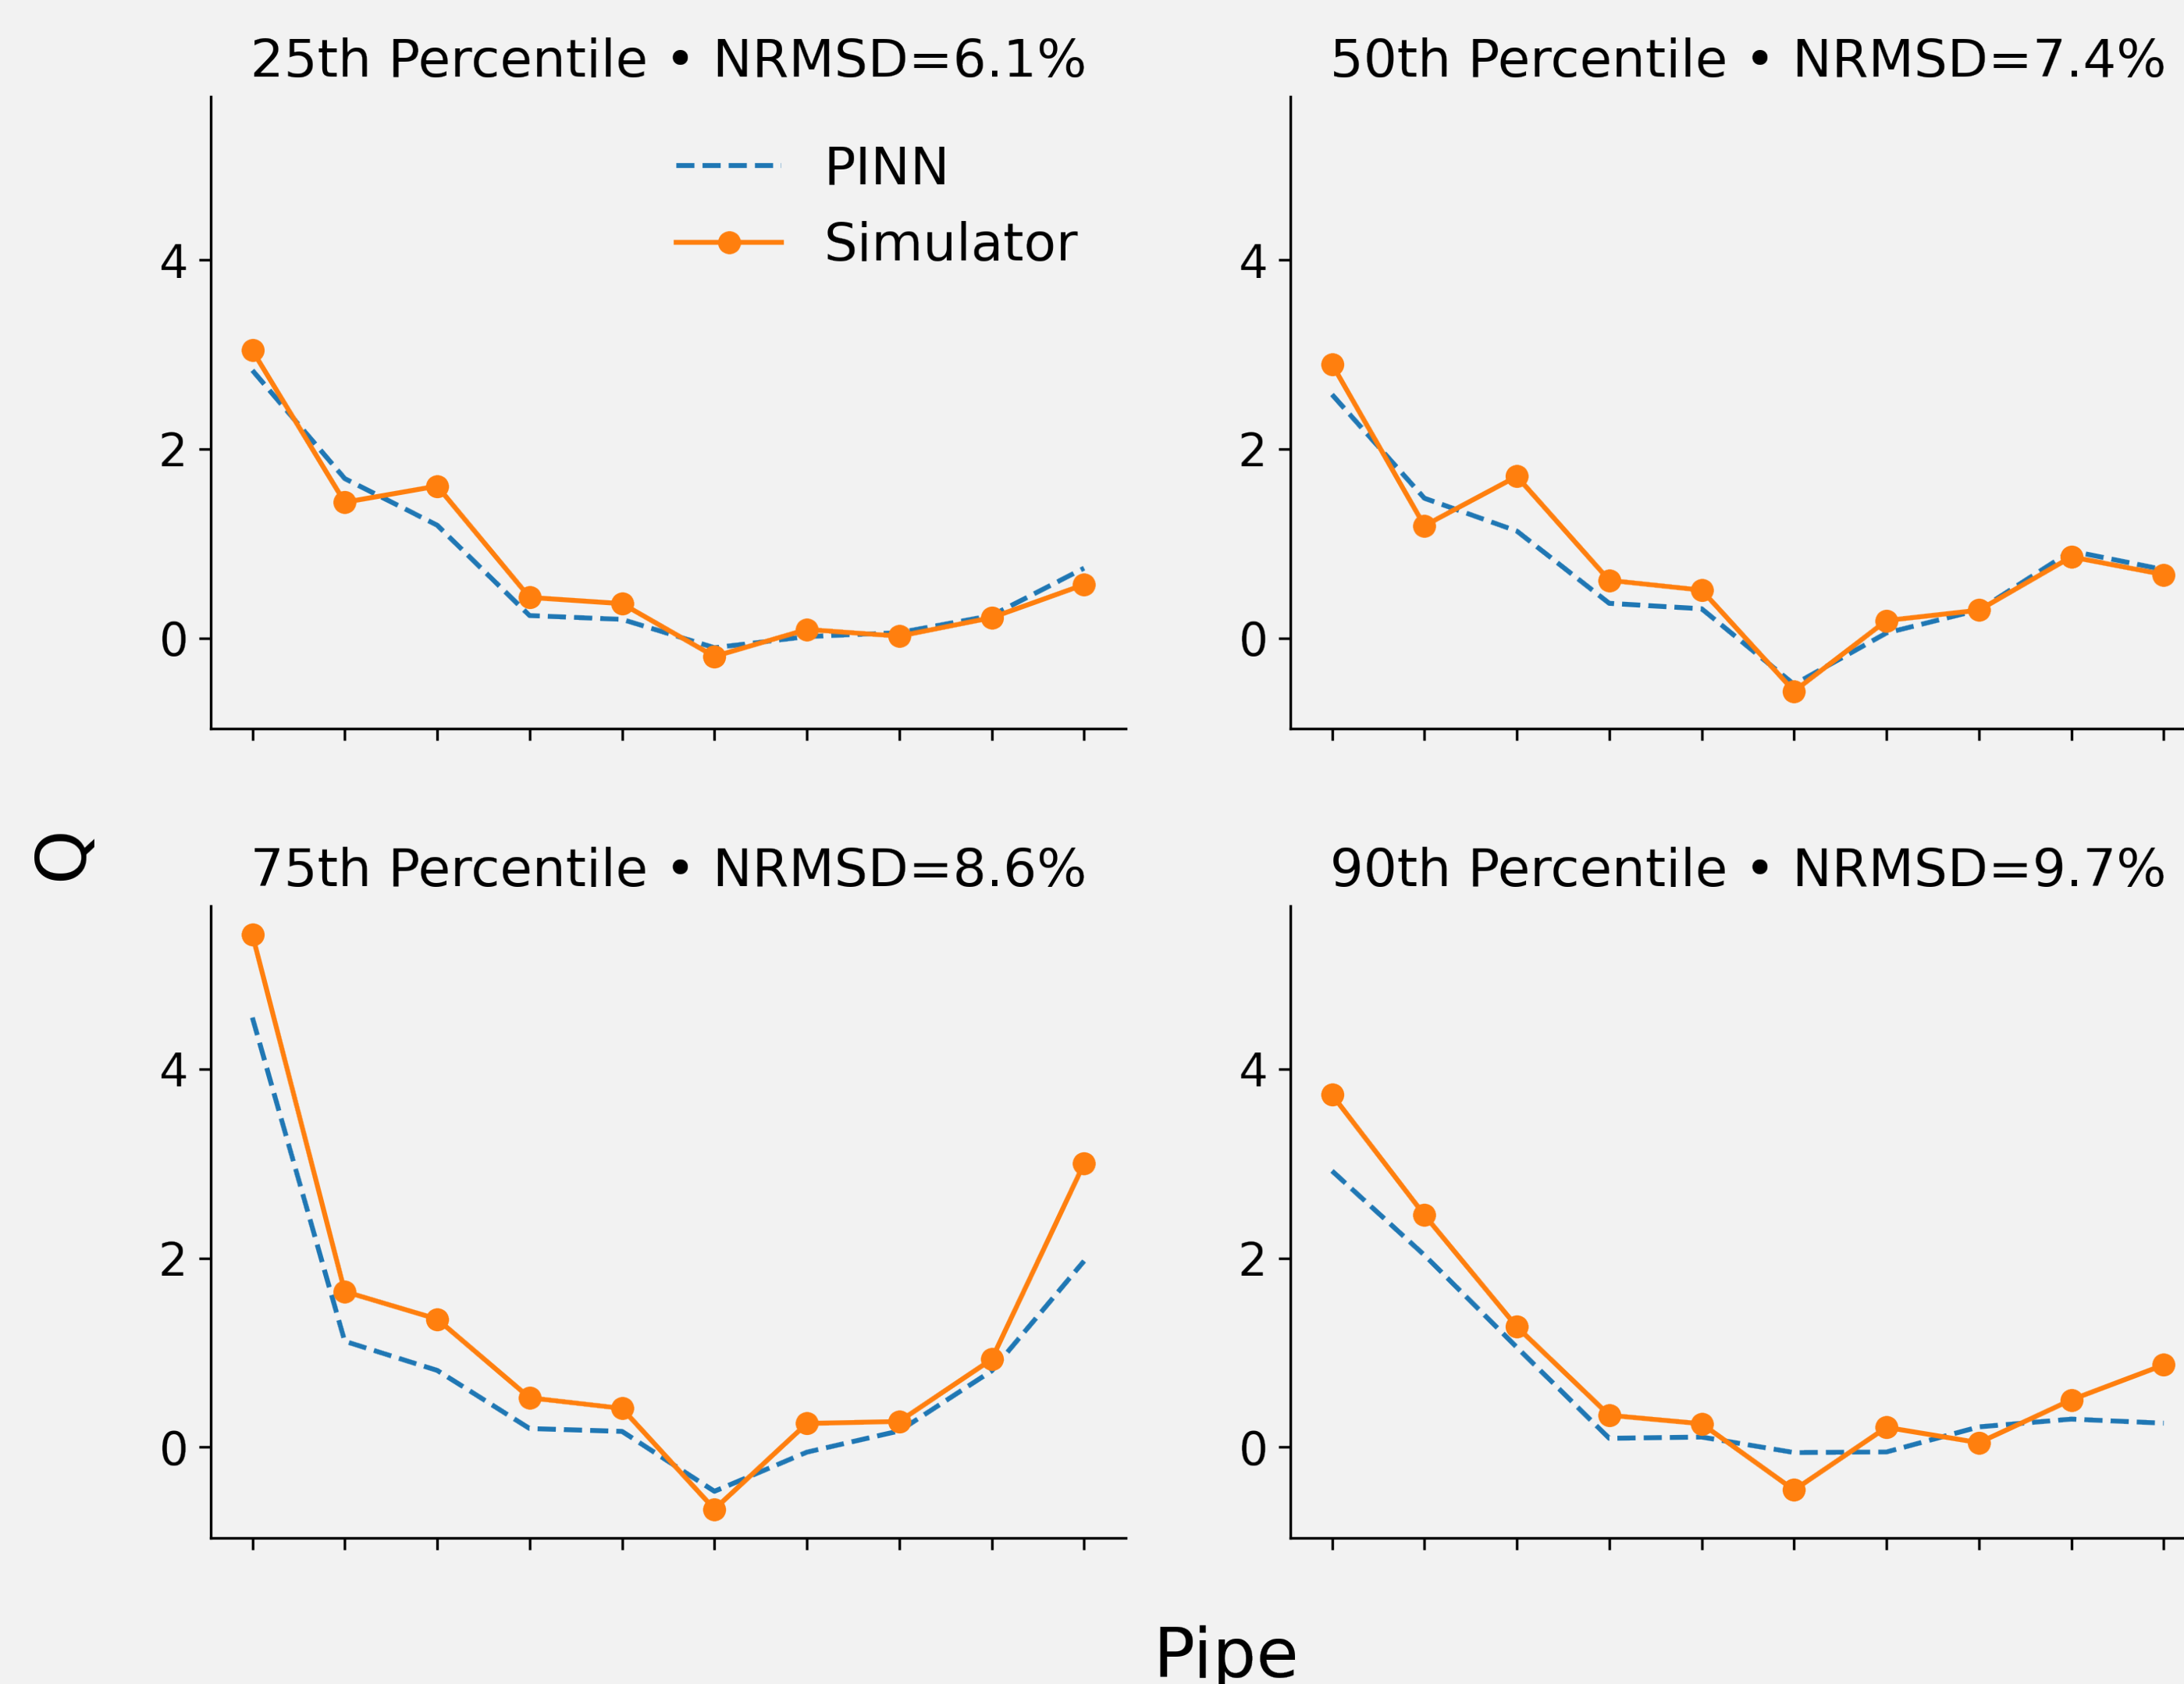 25th Percentile • NRMSD=6.1%
50th Percentile • NRMSD=7.4%
PINN
Simulator
4
2
0
4
2
0
Q
75th Percentile • NRMSD=8.6%
90th Percentile • NRMSD=9.7%
4
2
0
4
2
0
Pipe